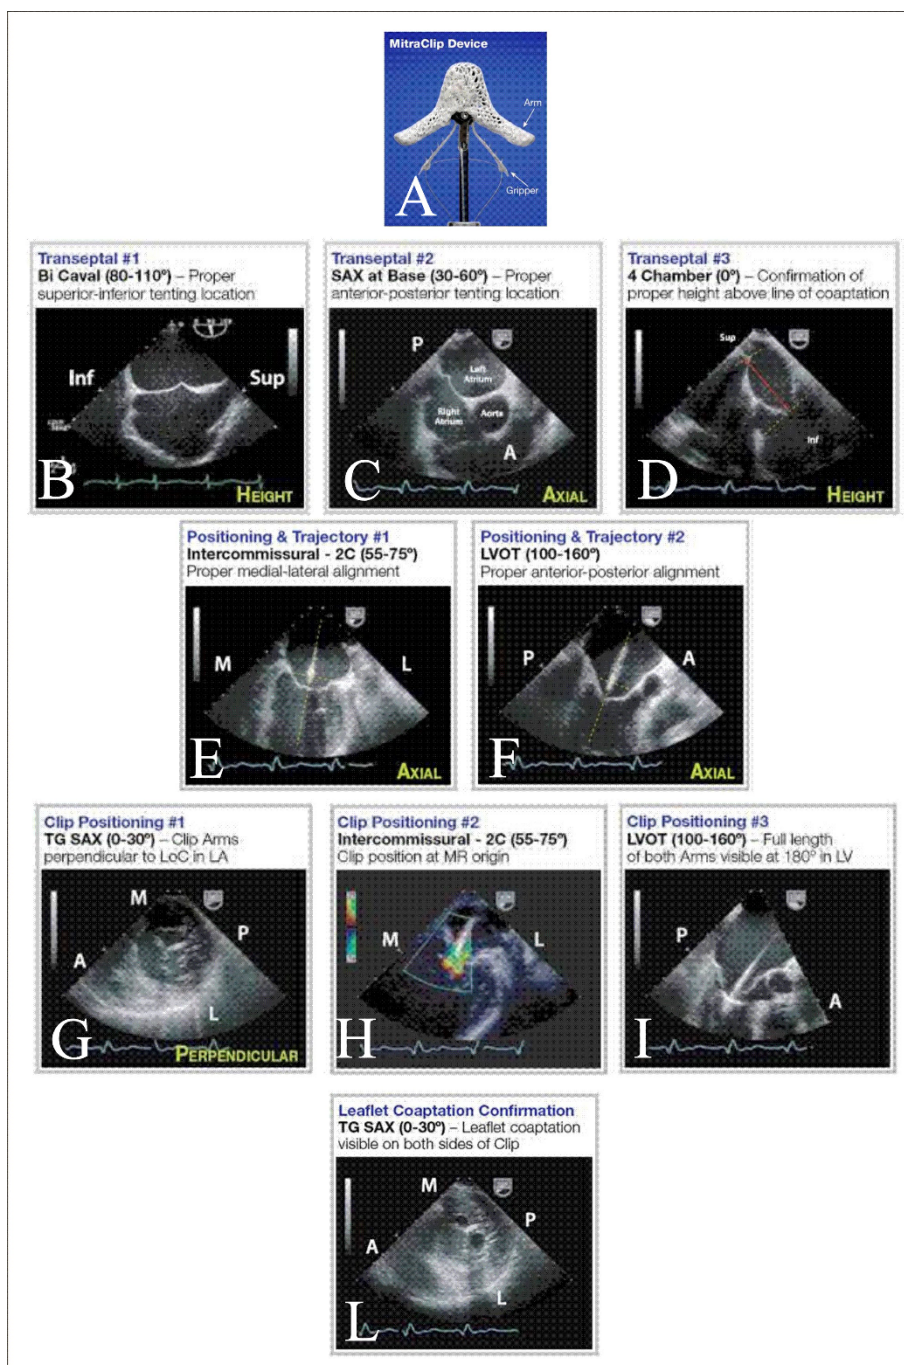 MitraClip Device
Arm
Gripper
A
Transeptal #1
Bi Caval (80-110º) – Proper
superior-inferior tenting location
Inf
Sup
B
HEIGHT
Transeptal #2
SAX at Base (30-60º) – Proper
anterior-posterior tenting location
P
Left
Atrium
Right
Atrium
Aorta
A
C
AXIAL
Transeptal #3
4 Chamber (0º) – Confirmation of
proper height above line of coaptation
Sup
Inf
D
HEIGHT
Positioning & Trajectory #1
Intercommissural - 2C (55-75º)
Proper medial-lateral alignment
M
L
E
AXIAL
Positioning & Trajectory #2
LVOT (100-160º)
Proper anterior-posterior alignment
P
A
F
AXIAL
Clip Positioning #1
TG SAX (0-30º) – Clip Arms
perpendicular to LoC in LA
M
P
A
L
G
PERPENDICULAR
Clip Positioning #2
Intercommissural - 2C (55-75º)
Clip position at MR origin
M
L
H
Clip Positioning #3
LVOT (100-160º) – Full length
of both Arms visible at 180º in LV
P
A
I
Leaflet Coaptation Confirmation
TG SAX (0-30º) – Leaflet coaptation
visible on both sides of Clip
M
P
A
L
L